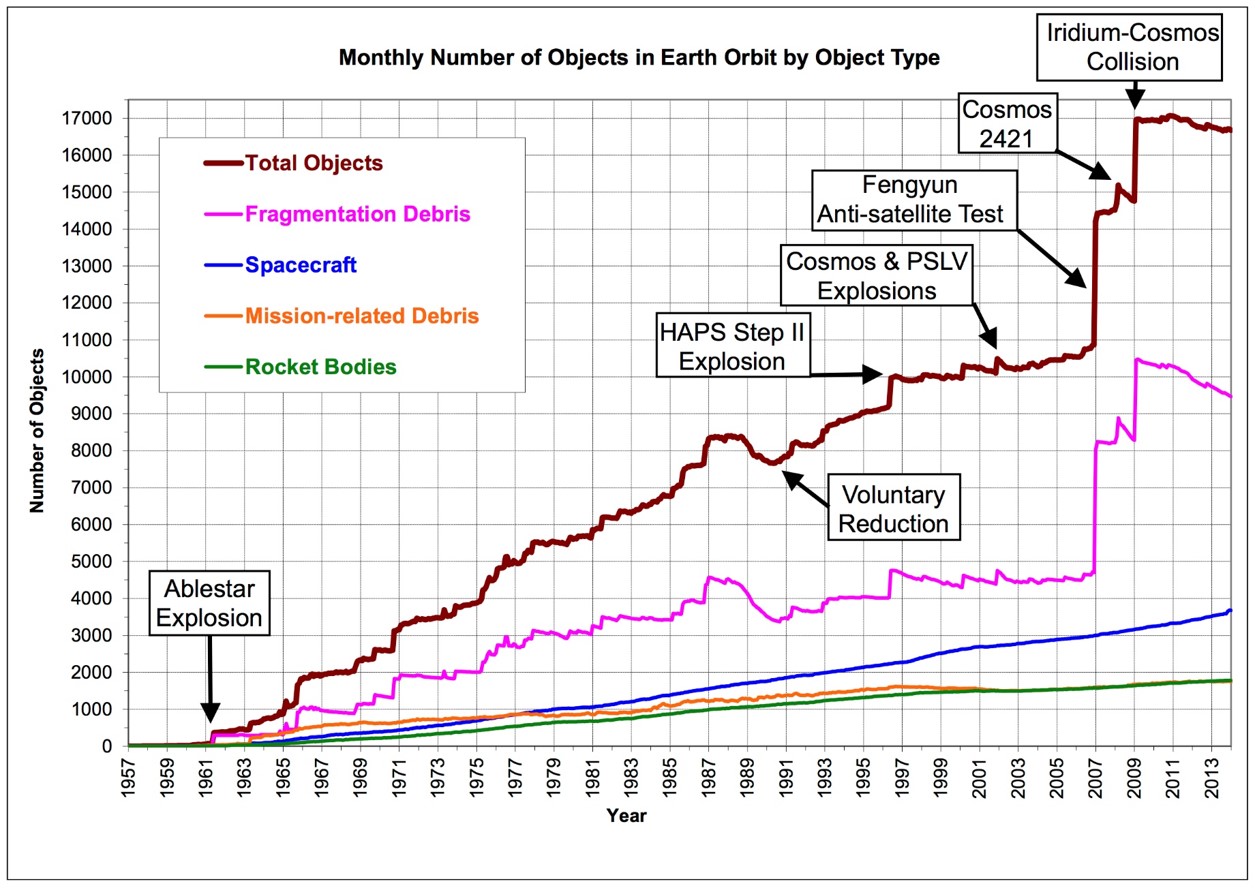 Monthly Number of Objects in Earth Orbit by Object Type
Iridium-Cosmos
Collision
Cosmos
2421
Fengyun
Anti-satellite Test
Cosmos & PSLV
Explosions
HAPS Step II
Explosion
Voluntary
Reduction
Ablestar
Explosion
Total Objects
Fragmentation Debris
Spacecraft
Mission-related Debris
Rocket Bodies
Number of Objects
17000
16000
15000
14000
13000
12000
11000
10000
9000
8000
7000
6000
5000
4000
3000
2000
1000
0
1957
1959
1961
1963
1965
1967
1969
1971
1973
1975
1977
1979
1981
1983
1985
1987
1989
1991
1993
1995
1997
1999
2001
2003
2005
2007
2009
2011
2013
Year